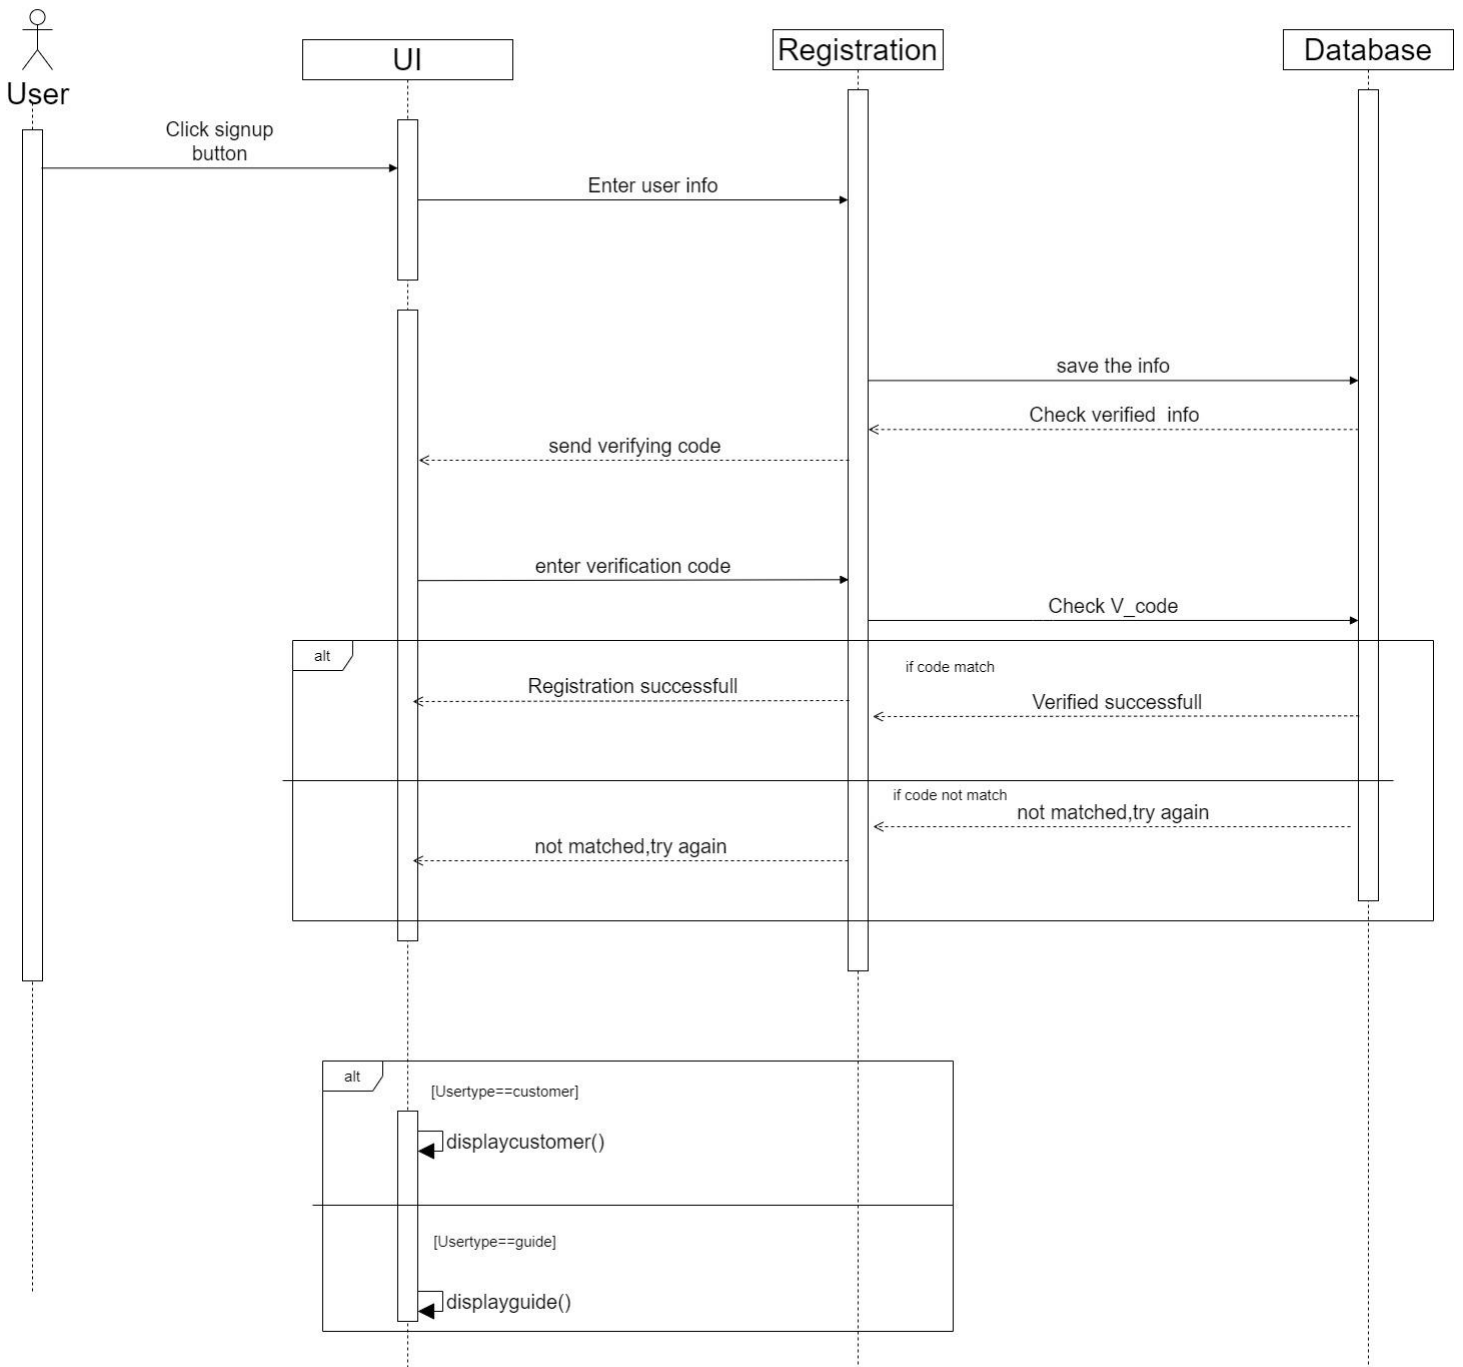 User
UI
Registration
Database
Click signup
button
Enter user info
save the info
Check verified  info
send verifying code
enter verification code
Check V_code
alt
if code match
Registration successfull
Verified successfull
if code not match
not matched,try again
not matched,try again
alt
[Usertype==customer]
displaycustomer()
[Usertype==guide]
displayguide()